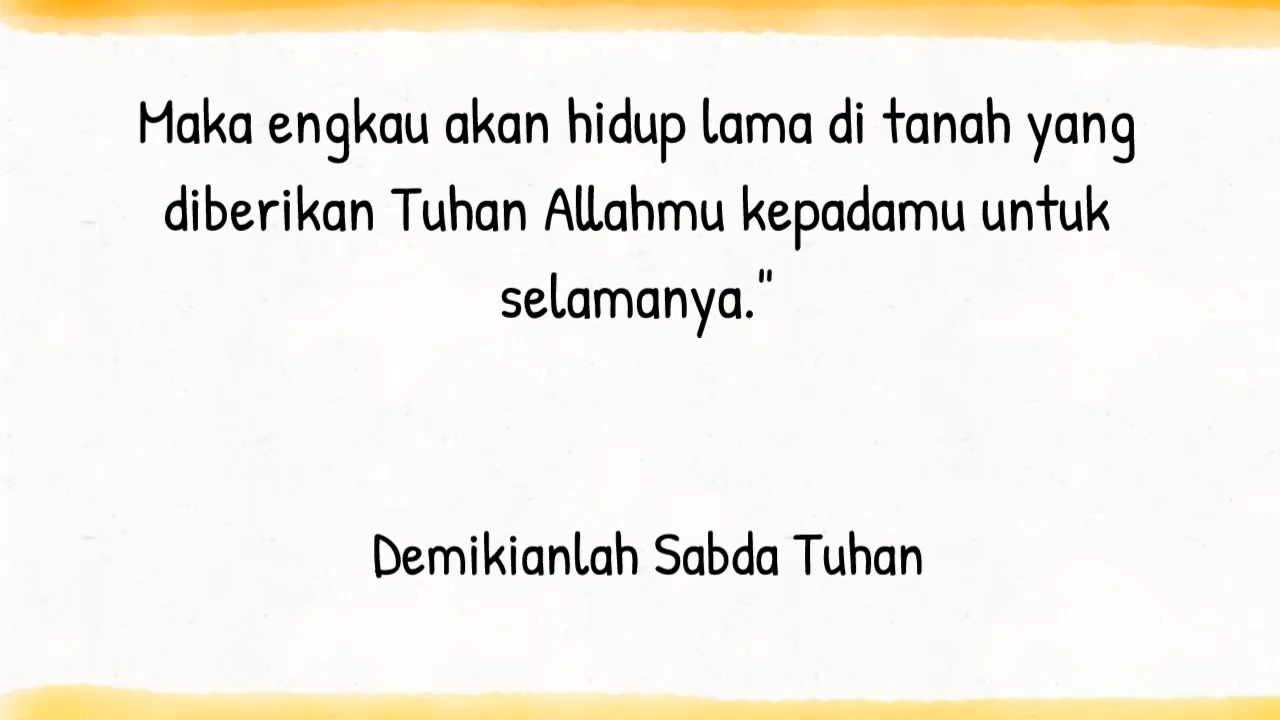 Maka engkau akan hidup lama di tanah yang
diberikan Tuhan Allahmu kepadamu untuk
selamanya."
Demikianlah Sabda Tuhan